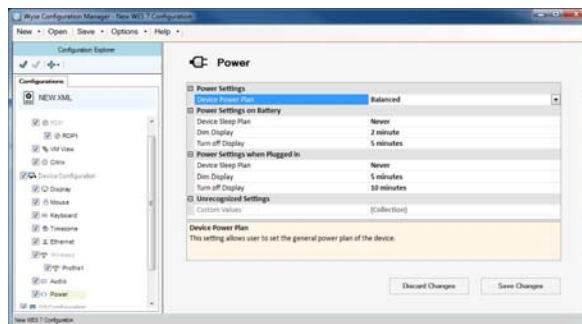 Wyse Configuration Manager - New WES 7 Configuration
New Open Save Options Help
Configuration Explorer
Configurations
NEW XML
RDP
RDP1
VM View
Citrix
Device Configuration
Display
Mouse
Keyboard
Timezone
Ethernet
Wireless
Profile1
Audio
Power
Power
Power Settings
Device Power Plan Balanced
Power Settings on Battery
Device Sleep Plan Never
Dim Display 2 minute
Turn off Display 5 minutes
Power Settings when Plugged in
Device Sleep Plan Never
Dim Display 5 minutes
Turn off Display 10 minutes
Unrecognized Settings
Custom Values (Collection)
Device Power Plan
This setting allows user to set the general power plan of the device.
Discard Changes Save Changes
New WES 7 Configuration